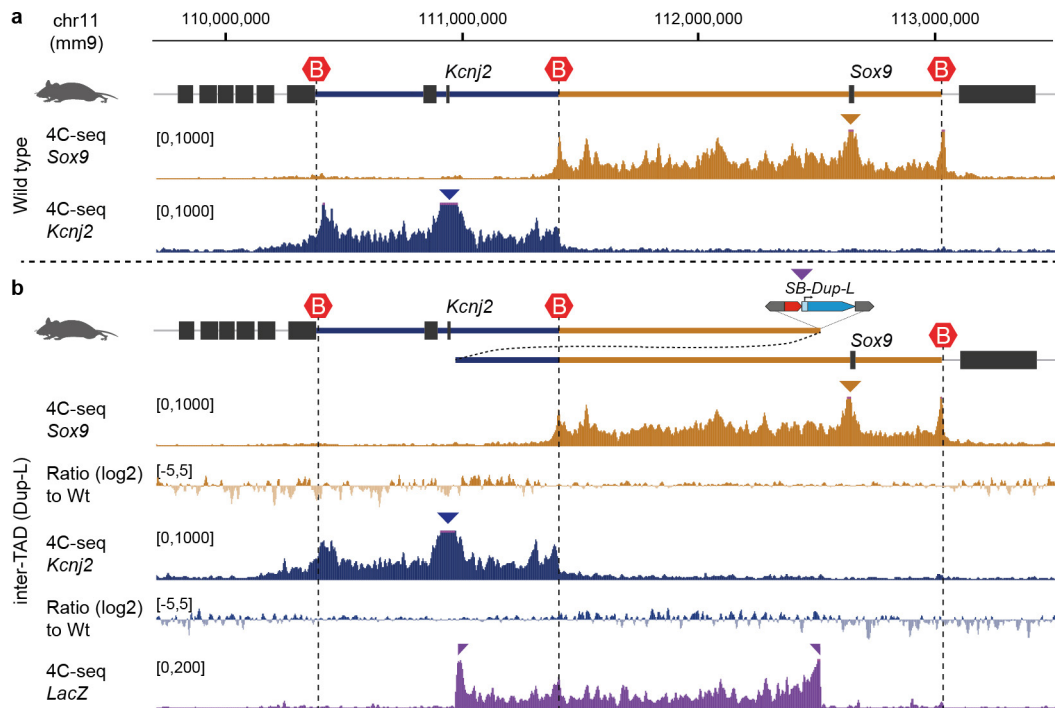 a
chr11
(mm9)
110,000,000 111,000,000 112,000,000 113,000,000
B B B
Kcnj2 Sox9
Wild type
4C-seq
Sox9
[0,1000]
4C-seq
Kcnj2
[0,1000]
b
inter-TAD (Dup-L)
SB-Dup-L
B B B
Kcnj2
Sox9
4C-seq
Sox9
[0,1000]
Ratio (log2)
to Wt
[-5,5]
4C-seq
Kcnj2
[0,1000]
Ratio (log2)
to Wt
[-5,5]
4C-seq
LacZ
[0,200]